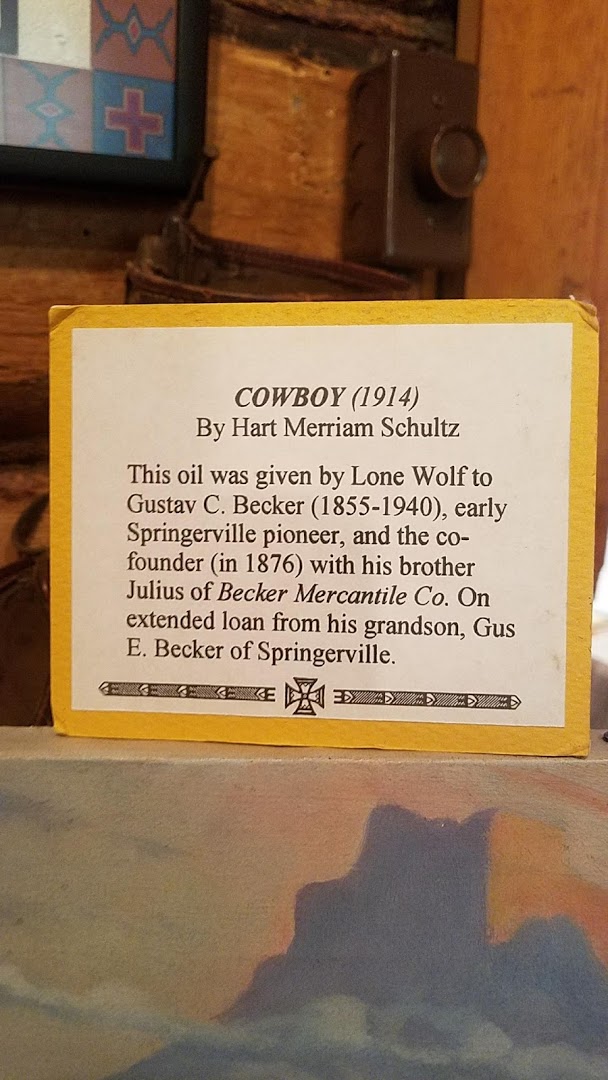 COWBOY (1914)
By Hart Merriam Schultz
This oil was given by Lone Wolf to
Gustav C. Becker (1855-1940), early
Springerville pioneer, and the co-
founder (in 1876) with his brother
Julius of Becker Mercantile Co. On
extended loan from his grandson, Gus
E. Becker of Springerville.